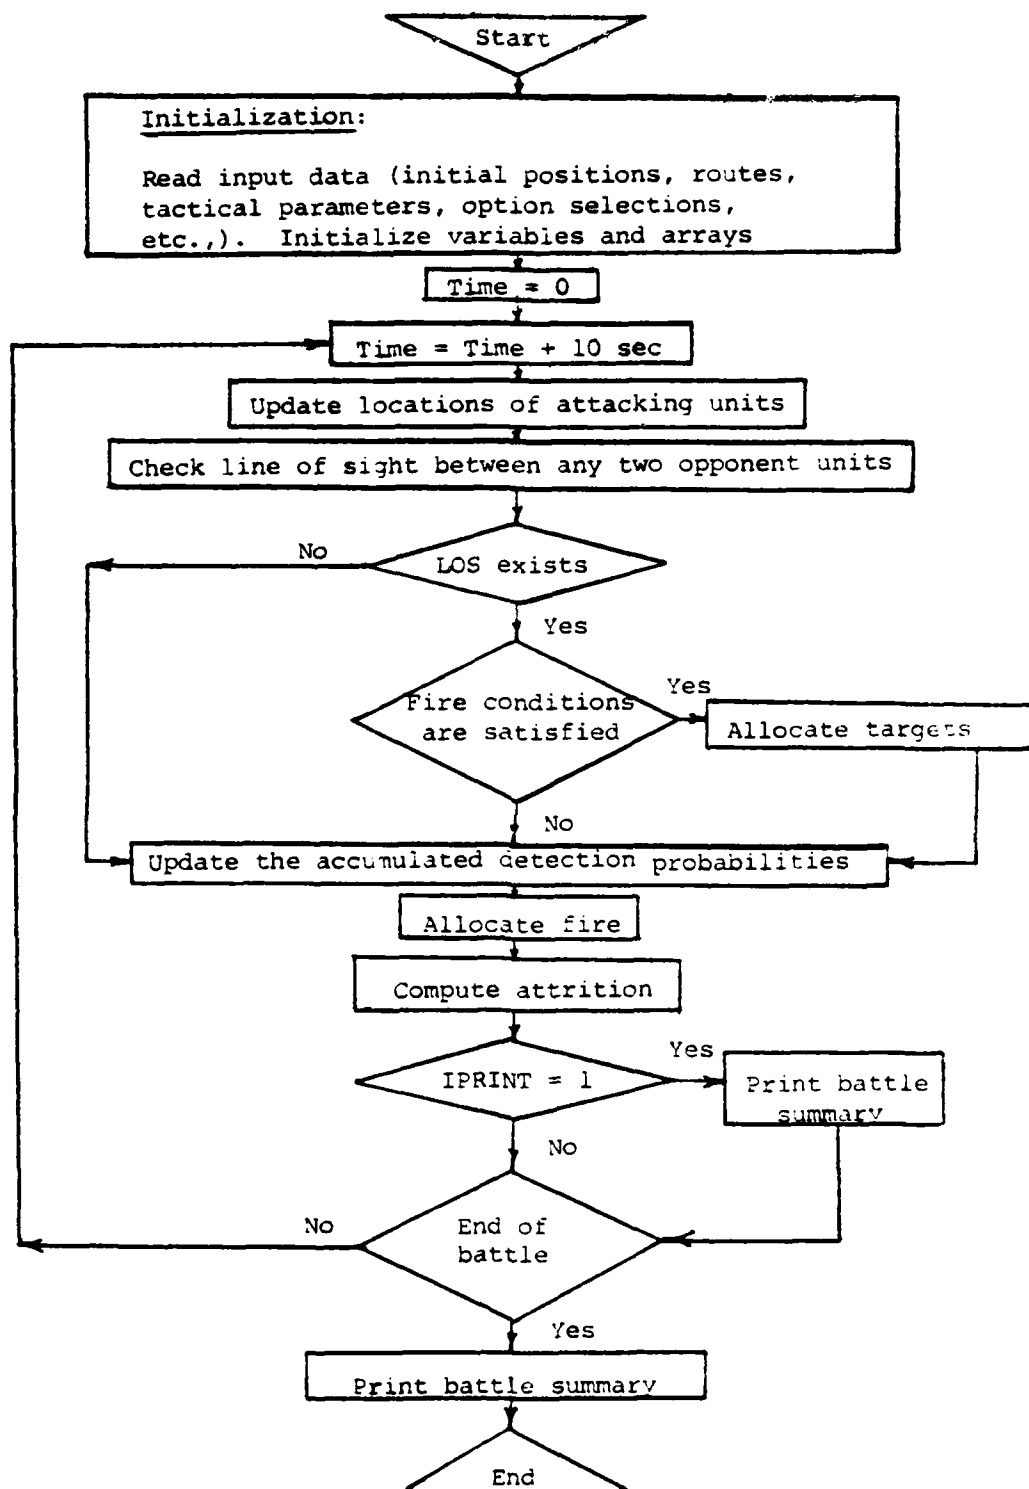 Start
Initialization:
Read input data (initial positions, routes,
tactical parameters, option selections,
etc.,).  Initialize variables and arrays
Time = 0
Time = Time + 10 sec
Update locations of attacking units
Check line of sight between any two opponent units
No
LOS exists
Yes
Fire conditions
are satisfied
Yes
Allocate targets
No
Update the accumulated detection probabilities
Allocate fire
Compute attrition
IPRINT = 1
Yes
Print battle
summary
No
No
End of
battle
Yes
Print battle summary
End